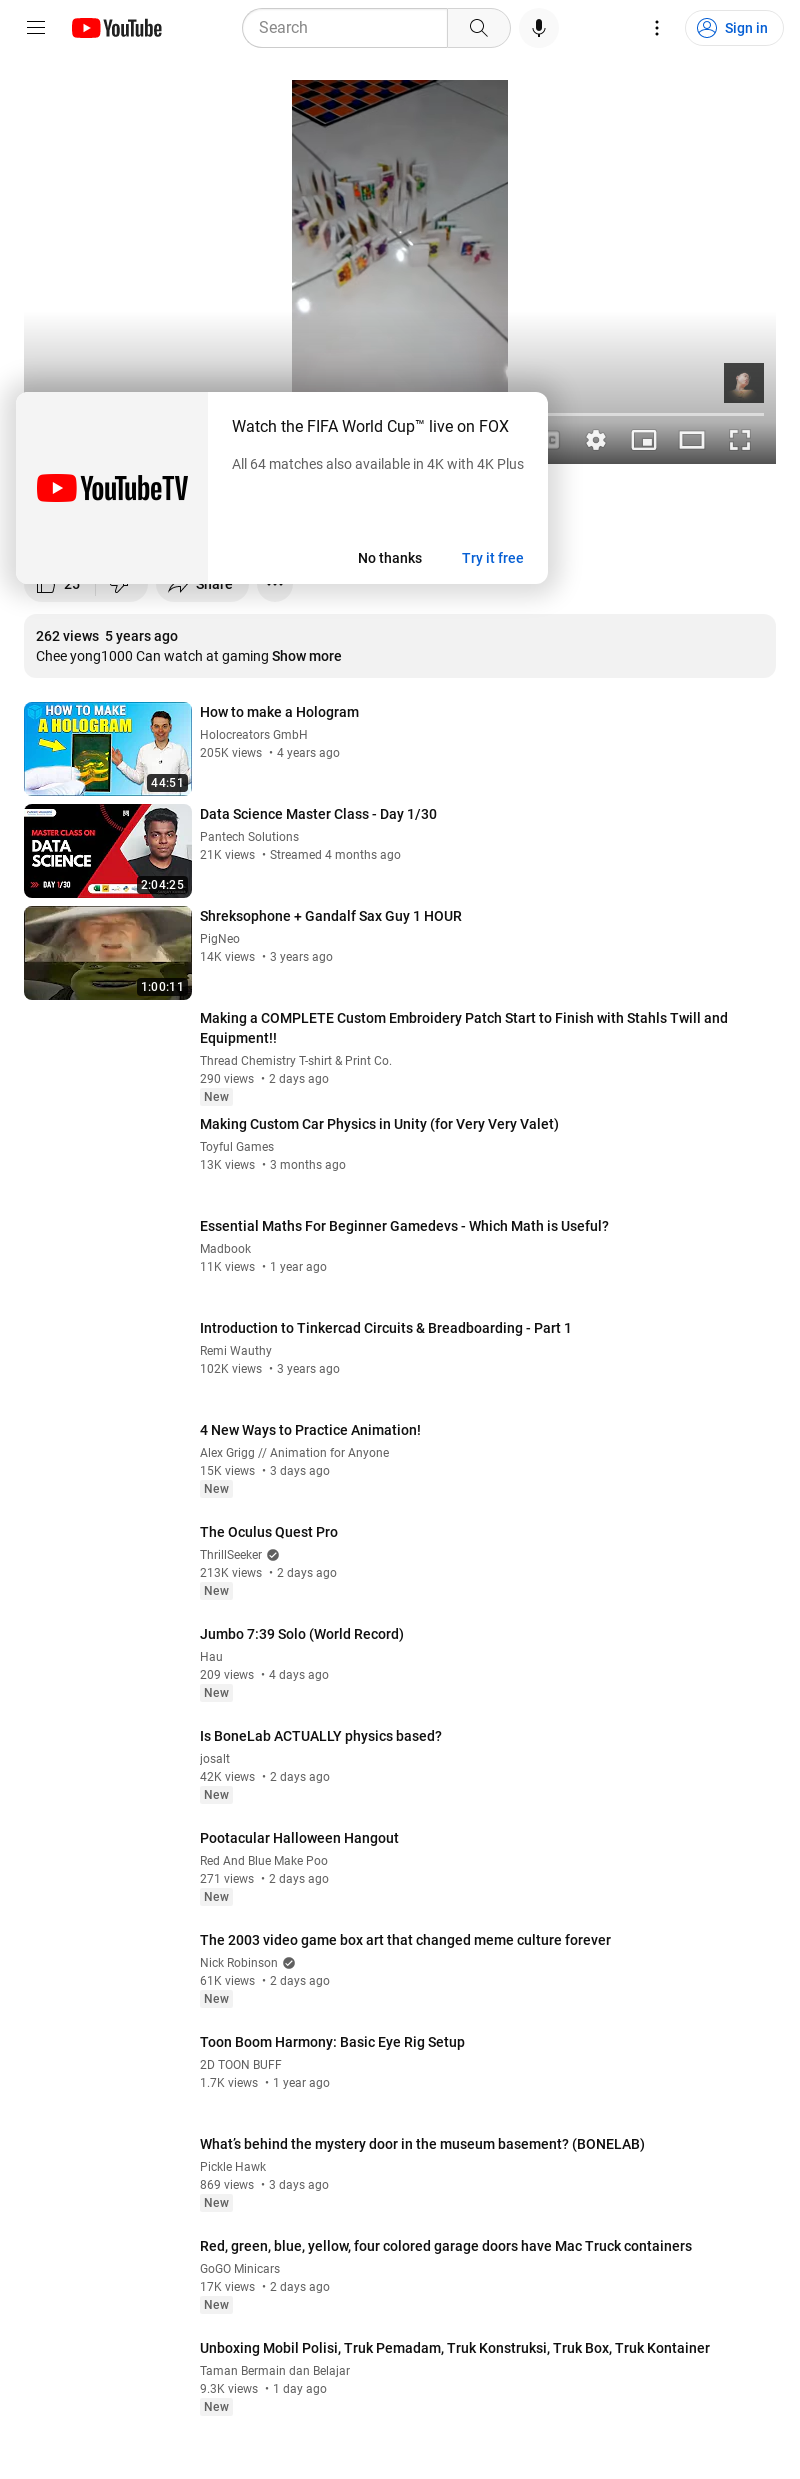 YouTube
Search
Sign in
Watch the FIFA World Cup™ live on FOX
All 64 matches also available in 4K with 4K Plus
YouTubeTV
No thanks
Try it free
25
Share
262 views 5 years ago
Chee yong1000 Can watch at gaming Show more
HOW TO MAKE
A HOLOGRAM
44:51
How to make a Hologram
Holocreators GmbH
205K views • 4 years ago
MASTER CLASS ON
DATA
SCIENCE
DAY 1/30
2:04:25
Data Science Master Class - Day 1/30
Pantech Solutions
21K views • Streamed 4 months ago
1:00:11
Shreksophone + Gandalf Sax Guy 1 HOUR
PigNeo
14K views • 3 years ago
Making a COMPLETE Custom Embroidery Patch Start to Finish with Stahls Twill and
Equipment!!
Thread Chemistry T-shirt & Print Co.
290 views • 2 days ago
New
Making Custom Car Physics in Unity (for Very Very Valet)
Toyful Games
13K views • 3 months ago
Essential Maths For Beginner Gamedevs - Which Math is Useful?
Madbook
11K views • 1 year ago
Introduction to Tinkercad Circuits & Breadboarding - Part 1
Remi Wauthy
102K views • 3 years ago
4 New Ways to Practice Animation!
Alex Grigg // Animation for Anyone
15K views • 3 days ago
New
The Oculus Quest Pro
ThrillSeeker
213K views • 2 days ago
New
Jumbo 7:39 Solo (World Record)
Hau
209 views • 4 days ago
New
Is BoneLab ACTUALLY physics based?
josalt
42K views • 2 days ago
New
Pootacular Halloween Hangout
Red And Blue Make Poo
271 views • 2 days ago
New
The 2003 video game box art that changed meme culture forever
Nick Robinson
61K views • 2 days ago
New
Toon Boom Harmony: Basic Eye Rig Setup
2D TOON BUFF
1.7K views • 1 year ago
What’s behind the mystery door in the museum basement? (BONELAB)
Pickle Hawk
869 views • 3 days ago
New
Red, green, blue, yellow, four colored garage doors have Mac Truck containers
GoGO Minicars
17K views • 2 days ago
New
Unboxing Mobil Polisi, Truk Pemadam, Truk Konstruksi, Truk Box, Truk Kontainer
Taman Bermain dan Belajar
9.3K views • 1 day ago
New